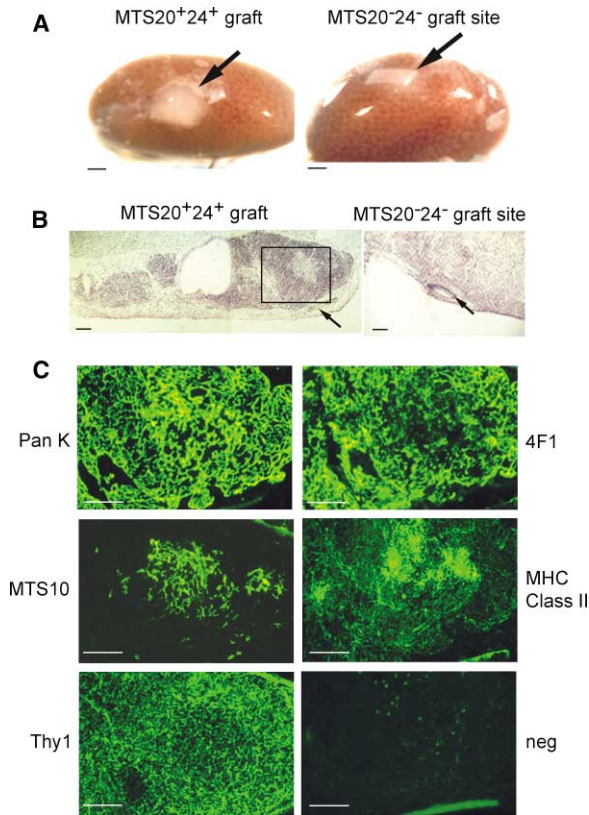 A
MTS20⁺24⁺ graft
MTS20⁻24⁻ graft site
B
MTS20⁺24⁺ graft
MTS20⁻24⁻ graft site
C
Pan K
4F1
MTS10
MHC
Class II
Thy1
neg